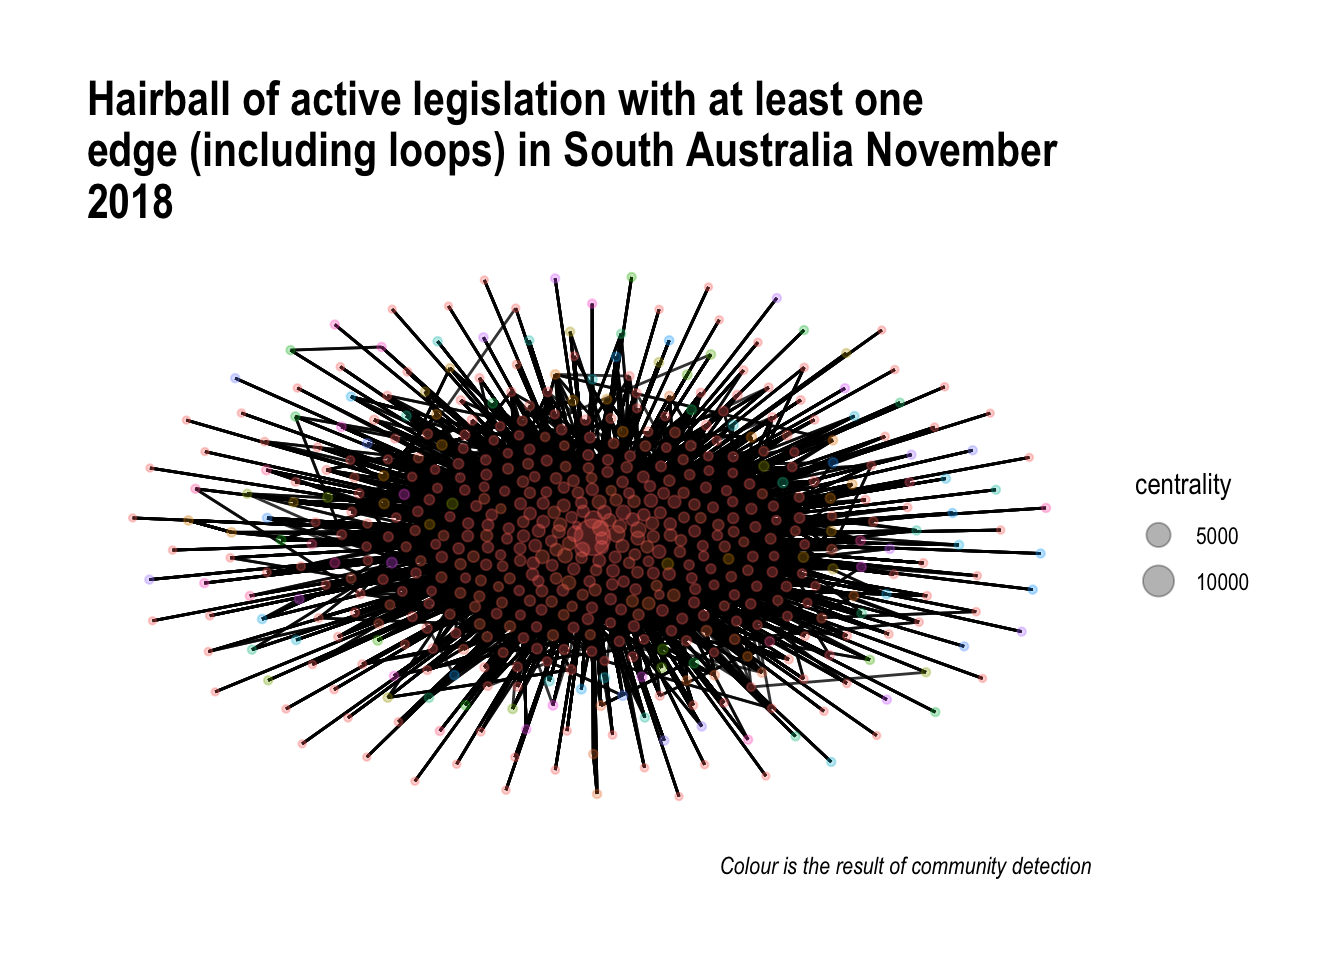 Hairball of active legislation with at least one
edge (including loops) in South Australia November
2018
centrality
5000
10000
Colour is the result of community detection